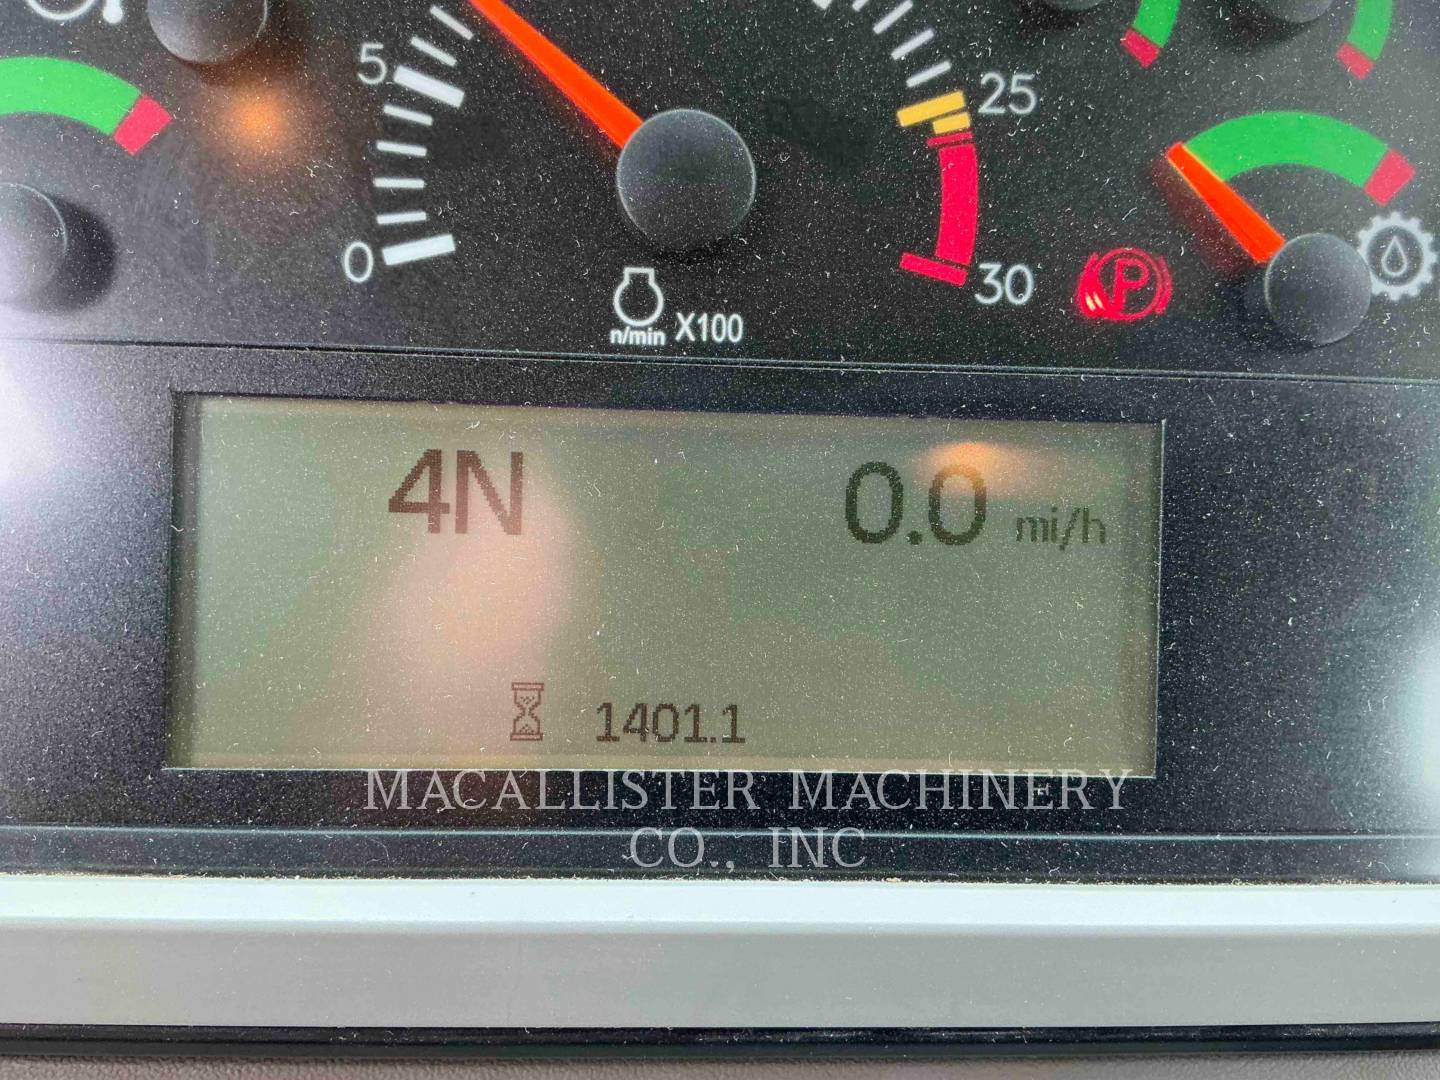 5
25
0
30
n/min X100
P
4N 0.0 mi/h
1401.1
MACALLISTER MACHINERY
CO., INC